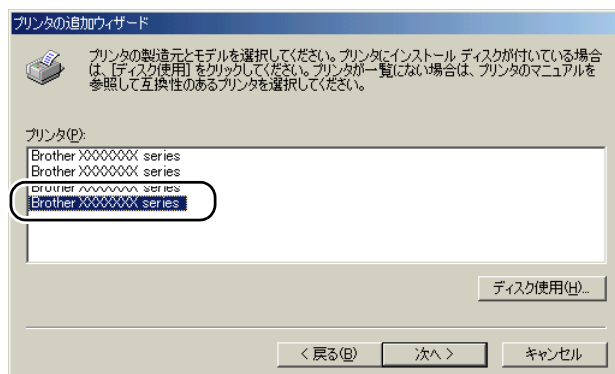 プリンタの追加ウィザード
プリンタの製造元とモデルを選択してください。プリンタにインストール ディスクが付いている場合
は、[ディスク使用] をクリックしてください。プリンタが一覧にない場合は、プリンタのマニュアルを
参照して互換性のあるプリンタを選択してください。
プリンタ(P):
Brother XXXXXXX series
Brother XXXXXXX series
Brother XXXXXXX series
Brother XXXXXXX series
ディスク使用(H)...
< 戻る(B) 次へ > キャンセル